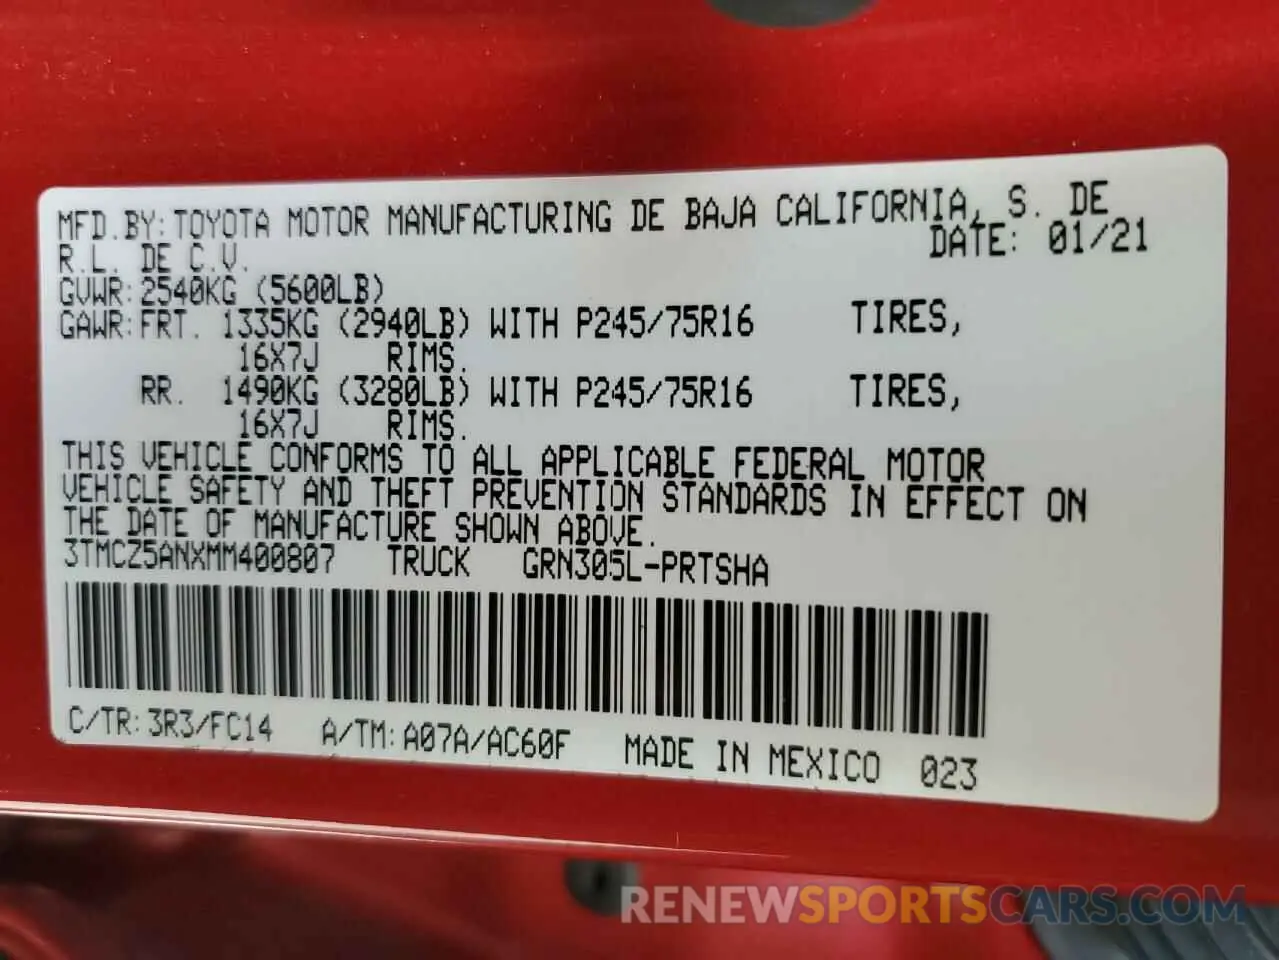 MFD.BY:TOYOTA MOTOR MANUFACTURING DE BAJA CALIFORNIA, S. DE
R.L. DE C.V. DATE: 01/21
GVWR:2540KG (5600LB)
GAWR:FRT. 1335KG (2940LB) WITH P245/75R16 TIRES,
16X7J RIMS.
RR. 1490KG (3280LB) WITH P245/75R16 TIRES,
16X7J RIMS.
THIS VEHICLE CONFORMS TO ALL APPLICABLE FEDERAL MOTOR
VEHICLE SAFETY AND THEFT PREVENTION STANDARDS IN EFFECT ON
THE DATE OF MANUFACTURE SHOWN ABOVE.
3TMCZ5ANXMM400807 TRUCK GRN305L-PRTSHA
C/TR:3R3/FC14 A/TM:A07A/AC60F MADE IN MEXICO 023
RENEWSPORTSCARS.COM